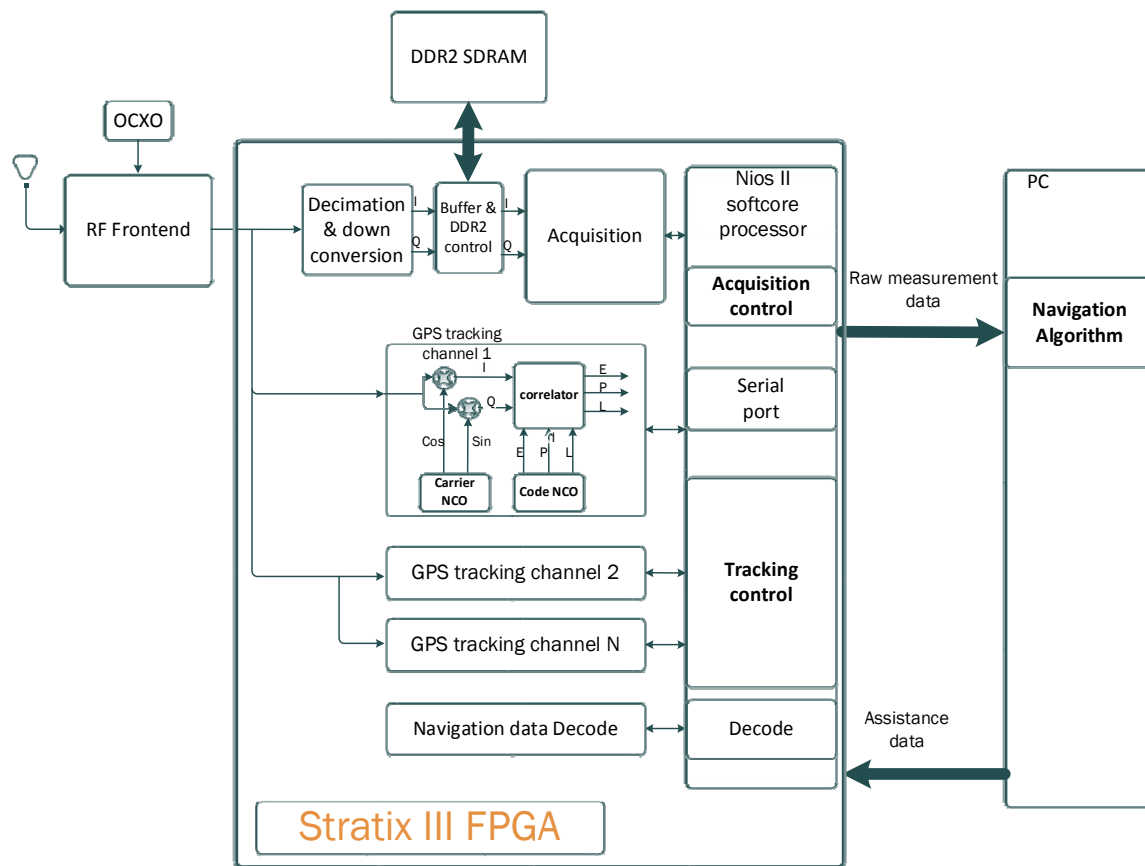 DDR2 SDRAM
OCXO
RF Frontend
Decimation
& down
conversion
I
Q
Buffer &
DDR2
control
I
Q
Acquisition
Nios II
softcore
processor
Acquisition
control
Serial
port
Tracking
control
Decode
GPS tracking
channel 1
I
Q
Cos
Sin
correlator
E
P
L
E
P
L
Carrier
NCO
Code NCO
GPS tracking channel 2
GPS tracking channel N
Navigation data Decode
Stratix III FPGA
Raw measurement
data
Assistance
data
PC
Navigation
Algorithm